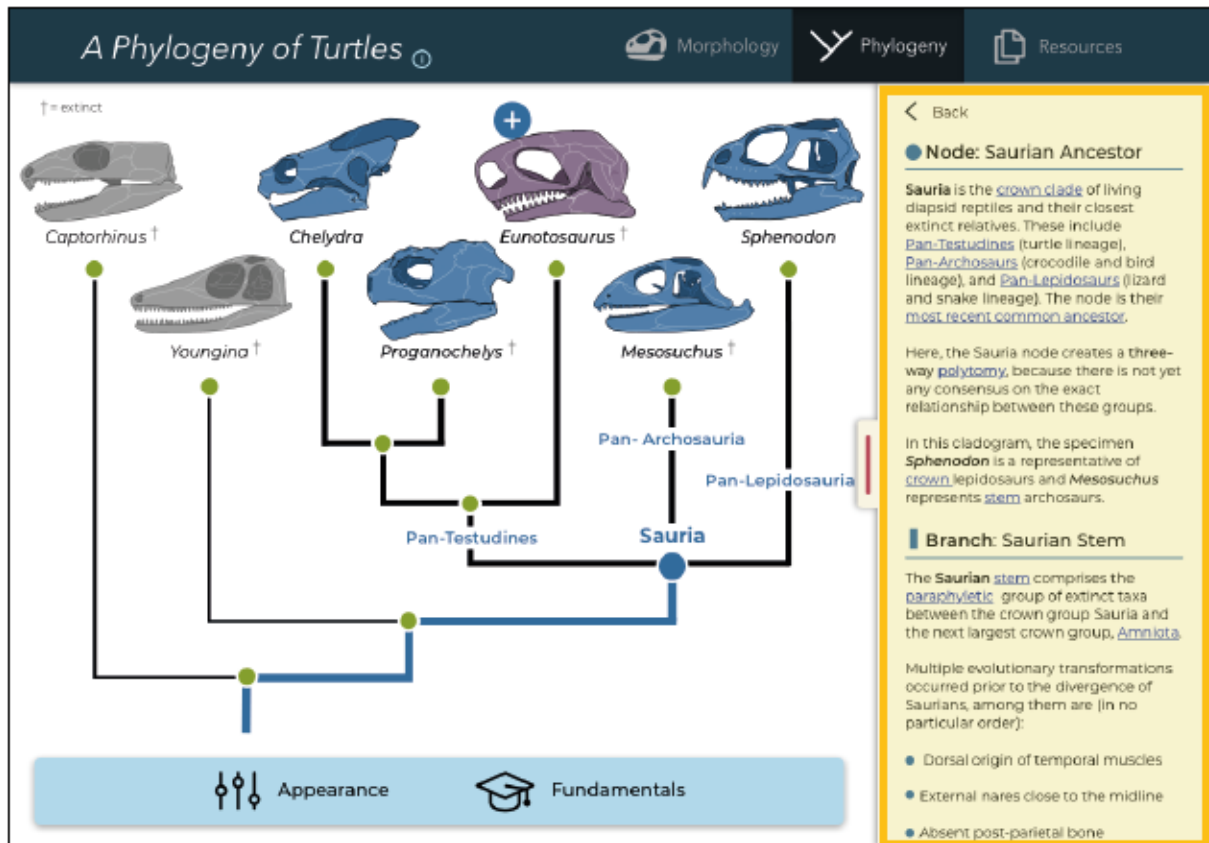 A Phylogeny of Turtles
Morphology
Phylogeny
Resources
† = extinct
Captorhinus †
Chelydra
Eunotosaurus †
Sphenodon
Youngina †
Proganochelys †
Mesosuchus †
Pan- Archosauria
Pan-Lepidosauria
Pan-Testudines
Sauria
Appearance
Fundamentals
Back
Node: Saurian Ancestor
Sauria is the crown clade of living
diapsid reptiles and their closest
extinct relatives. These include
Pan-Testudines (turtle lineage),
Pan-Archosaurs (crocodile and bird
lineage), and Pan-Lepidosaurs (lizard
and snake lineage). The node is their
most recent common ancestor.
Here, the Sauria node creates a three-
way polytomy, because there is not yet
any consensus on the exact
relationship between these groups.
In this cladogram, the specimen
Sphenodon is a representative of
crown lepidosaurs and Mesosuchus
represents stem archosaurs.
Branch: Saurian Stem
The Saurian stem comprises the
paraphyletic group of extinct taxa
between the crown group Sauria and
the next largest crown group, Amniota.
Multiple evolutionary transformations
occurred prior to the divergence of
Saurians, among them are (in no
particular order):
Dorsal origin of temporal muscles
External nares close to the midline
Absent post-parietal bone